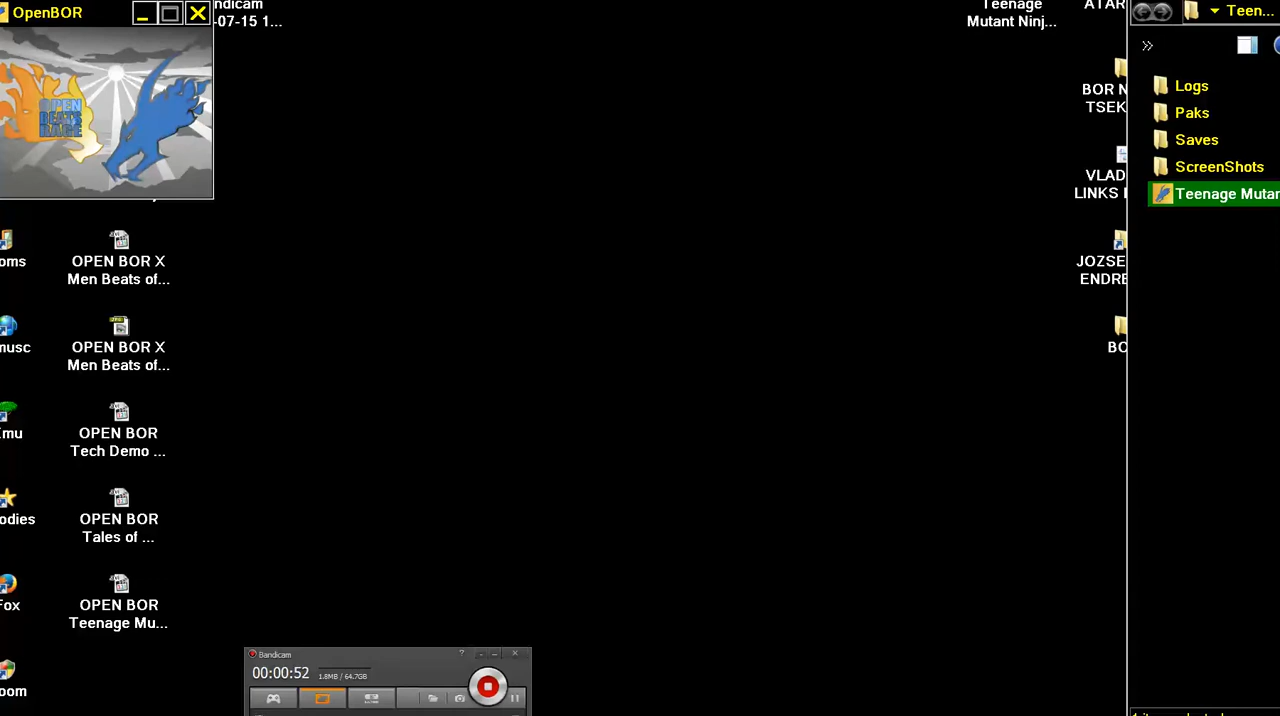 OpenBOR
OPEN
BEATS
RAGE
ndicam
-07-15 1...
oms
musc
Emu
odies
Fox
oom
OPEN BOR X
Men Beats of...
OPEN BOR X
Men Beats of...
OPEN BOR
Tech Demo ...
OPEN BOR
Tales of ...
OPEN BOR
Teenage Mu...
Bandicam
00:00:52
1.8MB / 64.7GB
Teenage
Mutant Ninj...
ATAR
BOR N
TSEK
VLAD
LINKS
JOZSE
ENDRE
BO
Teen...
Logs
Paks
Saves
ScreenShots
Teenage Mutan